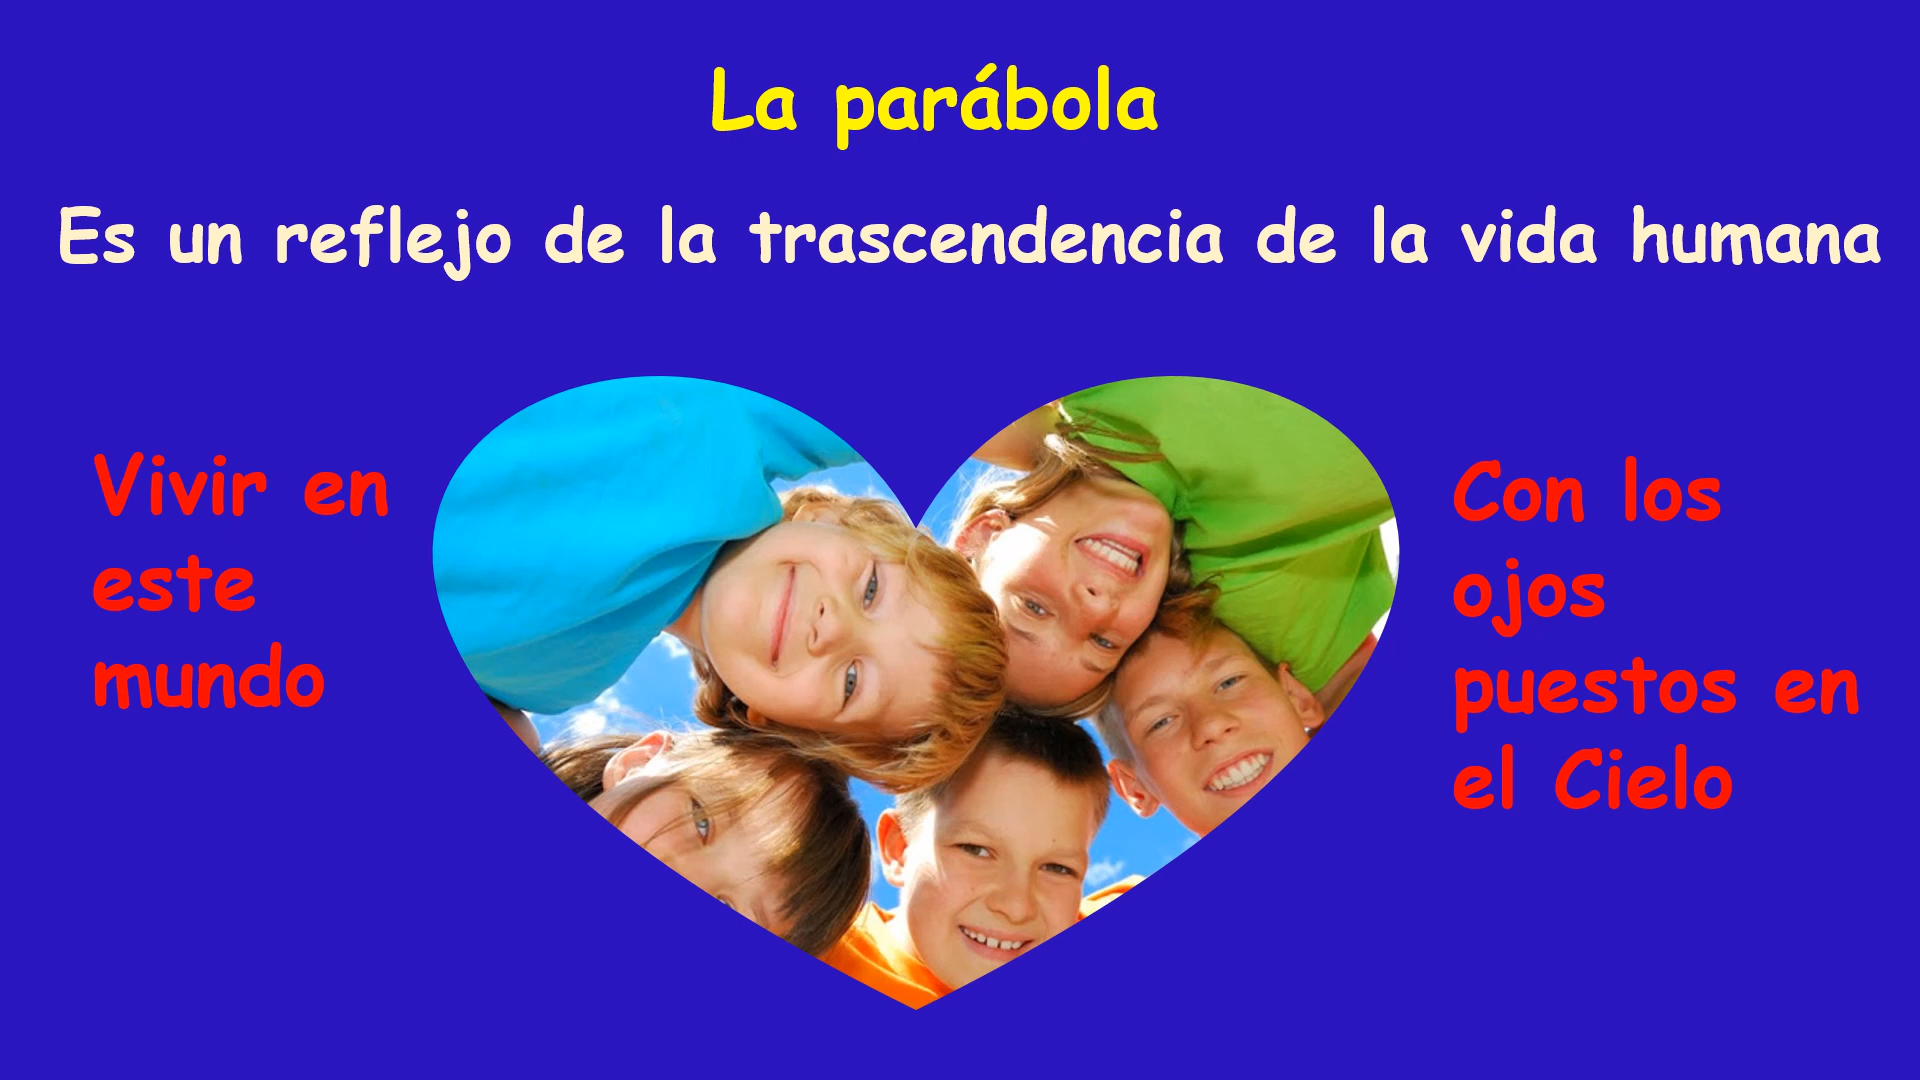 La parábola
Es un reflejo de la trascendencia de la vida humana
Vivir en
este
mundo
Con los
ojos
puestos en
el Cielo